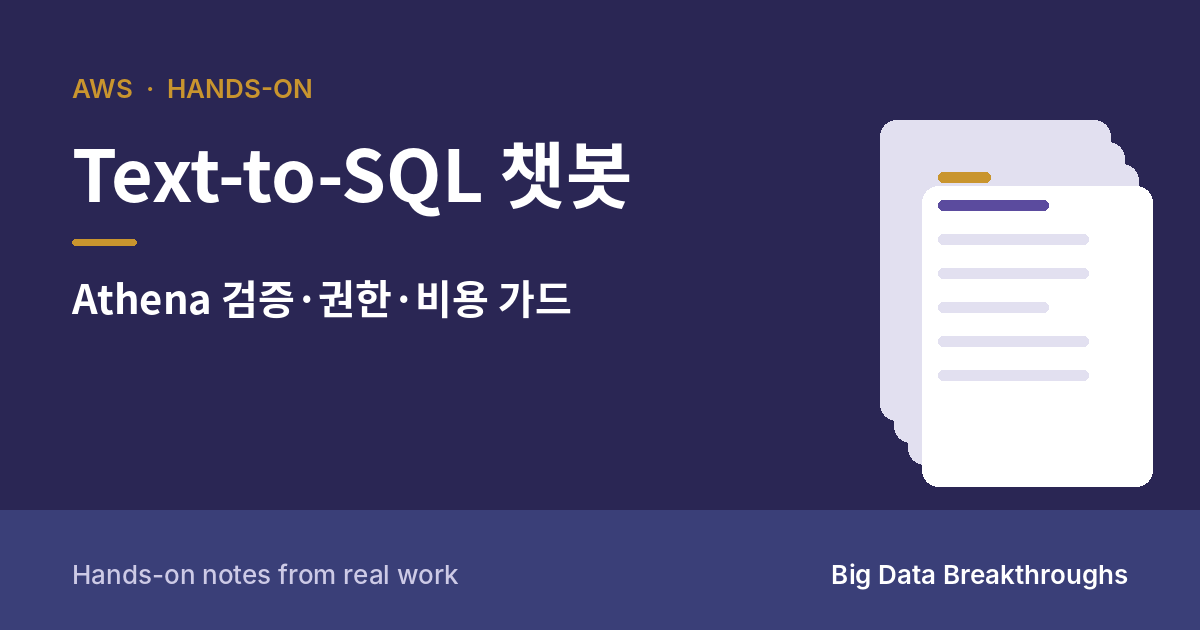 AWS · HANDS-ON
Text-to-SQL 챗봇
Athena 검증·권한·비용 가드
Hands-on notes from real work
Big Data Breakthroughs